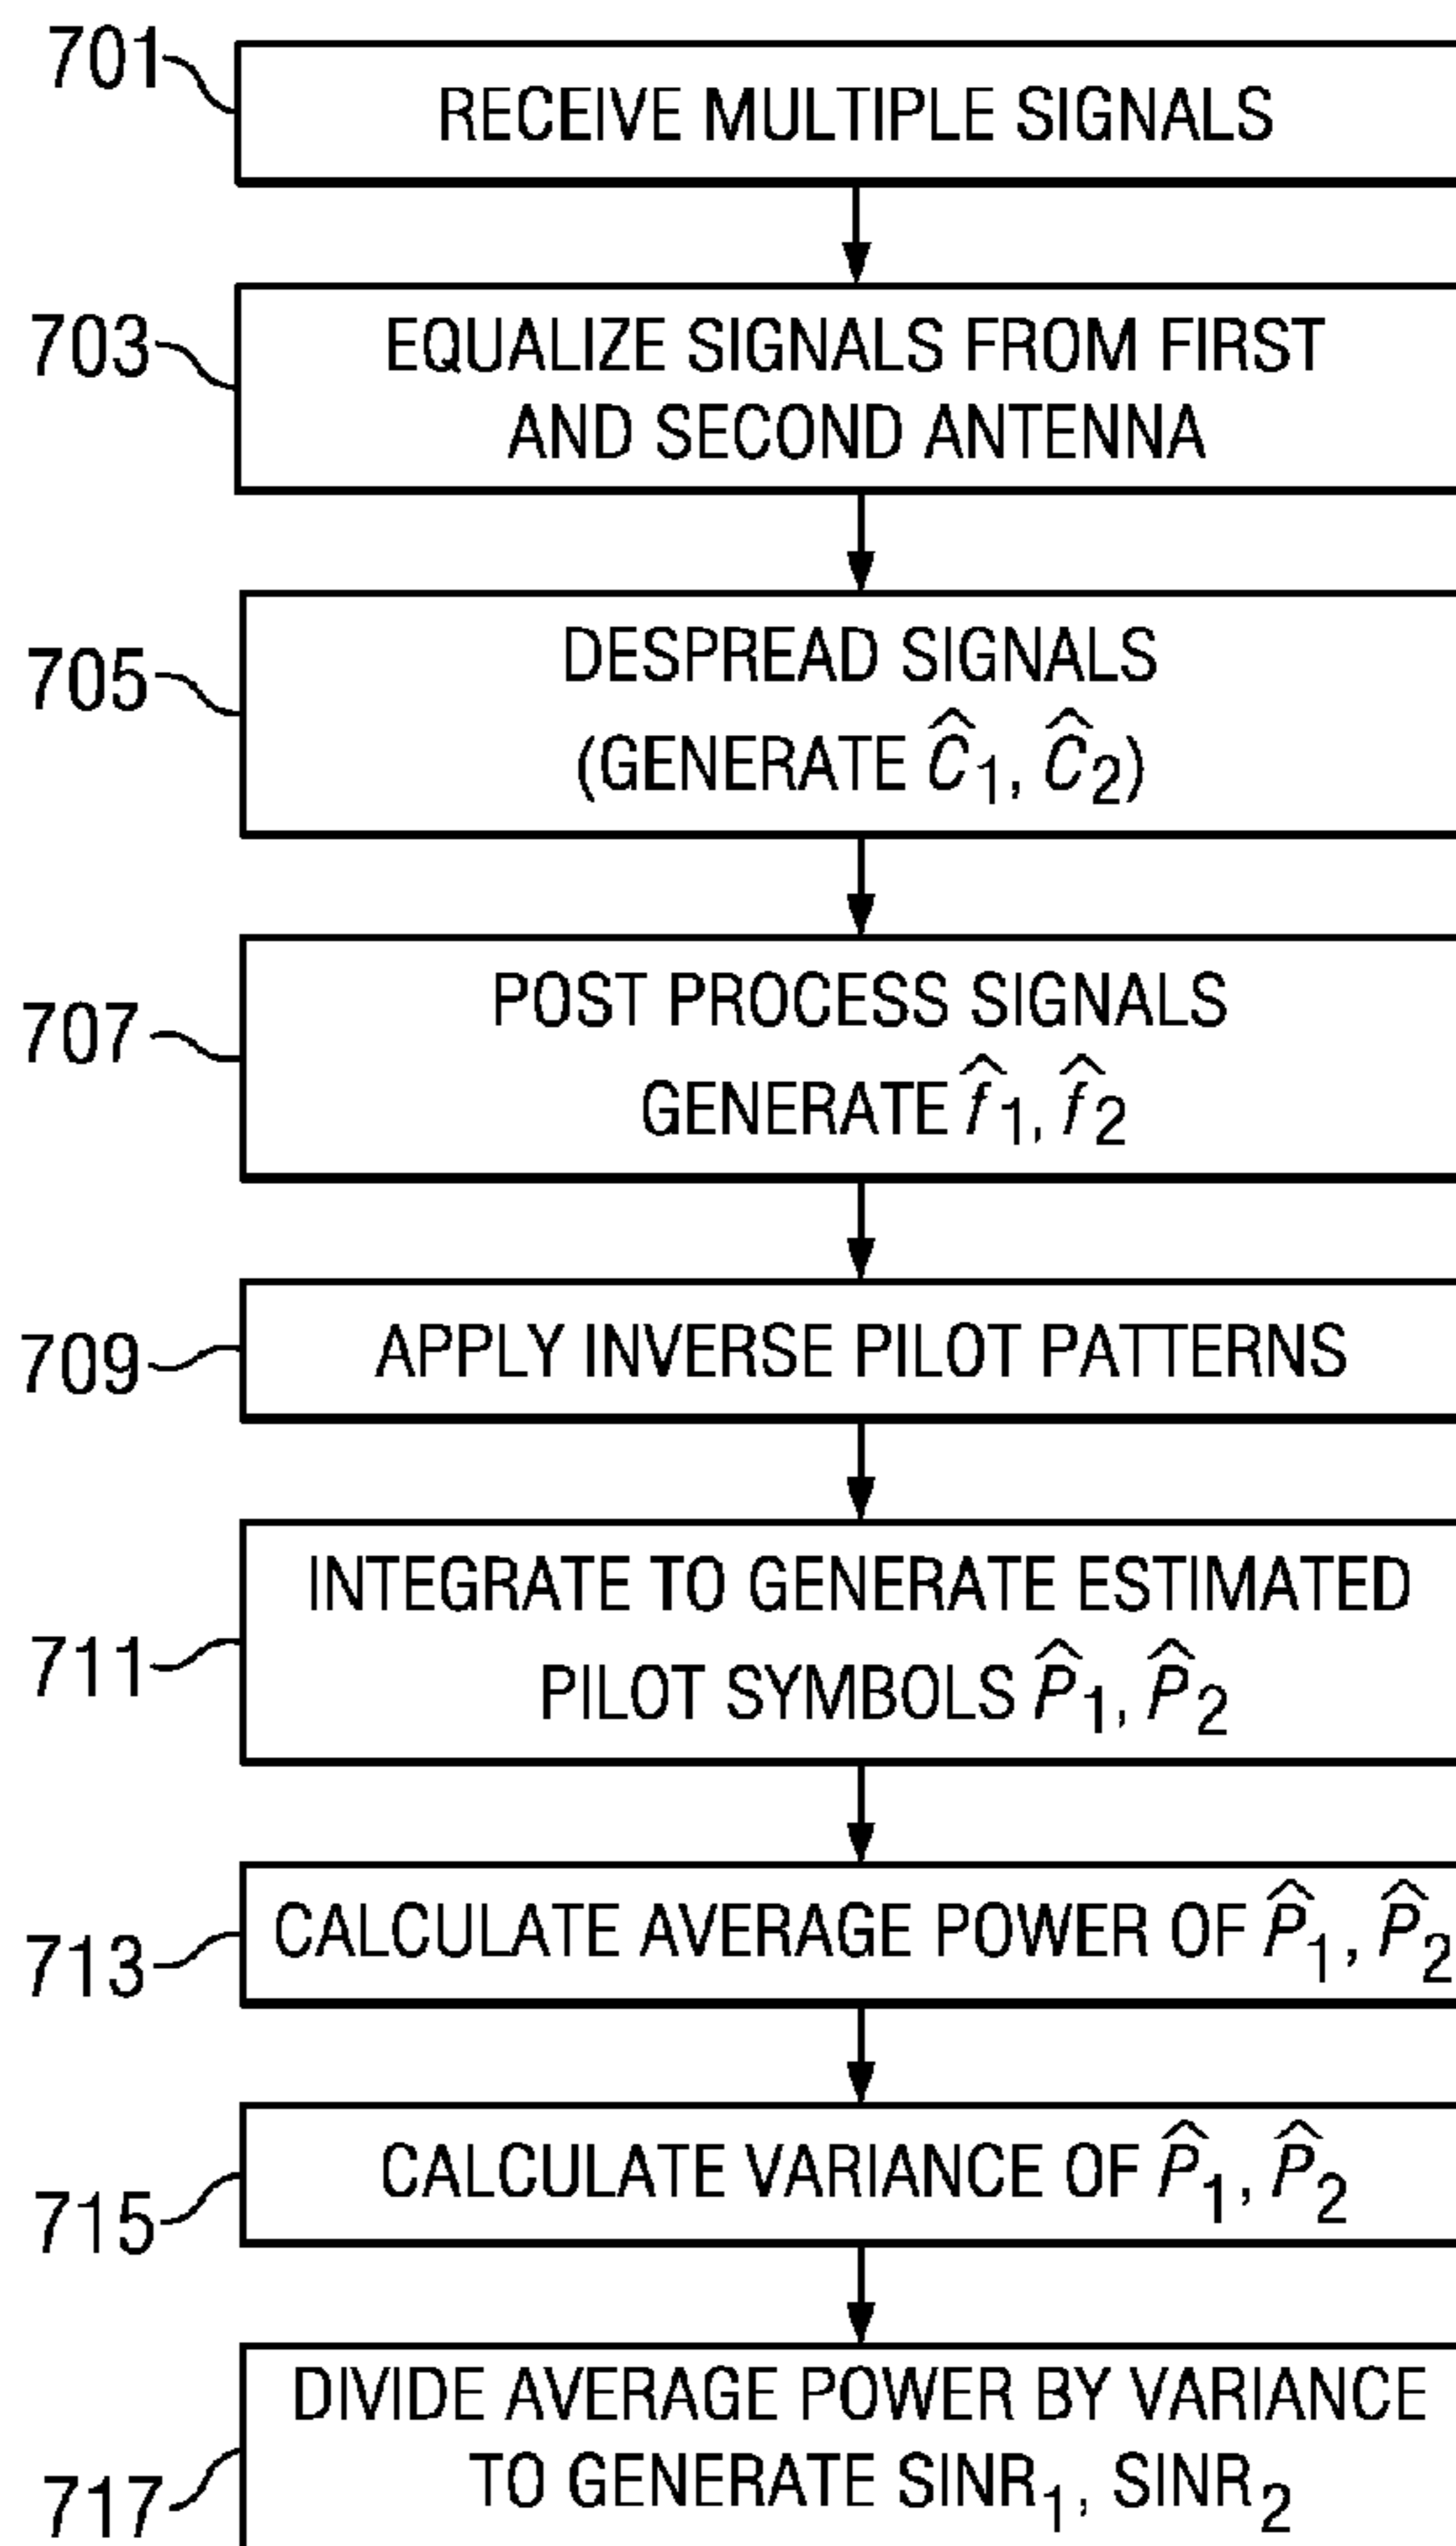 701
RECEIVE MULTIPLE SIGNALS
703
EQUALIZE SIGNALS FROM FIRST
AND SECOND ANTENNA
705
DESPREAD SIGNALS
(GENERATE Ĉ1, Ĉ2)
707
POST PROCESS SIGNALS
GENERATE f̂1, f̂2
709
APPLY INVERSE PILOT PATTERNS
711
INTEGRATE TO GENERATE ESTIMATED
PILOT SYMBOLS P̂1, P̂2
713
CALCULATE AVERAGE POWER OF P̂1, P̂2
715
CALCULATE VARIANCE OF P̂1, P̂2
717
DIVIDE AVERAGE POWER BY VARIANCE
TO GENERATE SINR1, SINR2